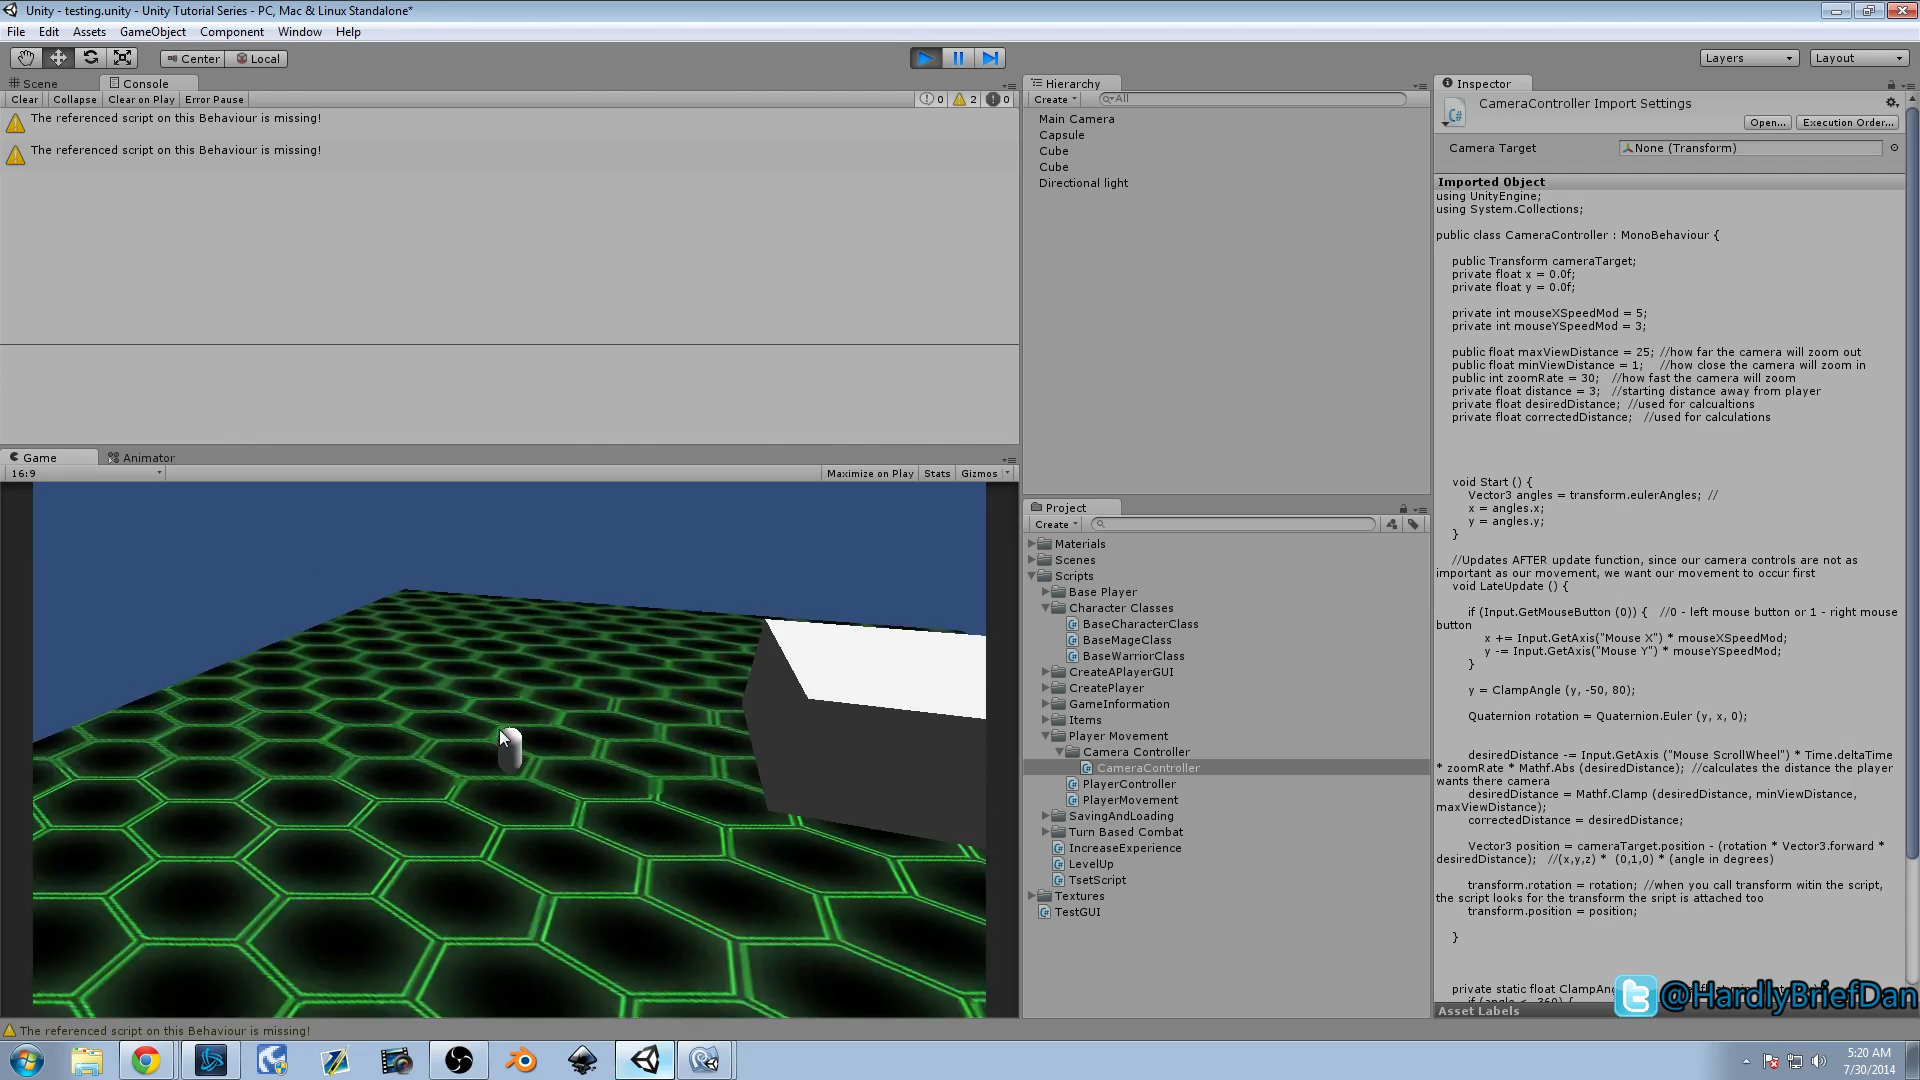 Unity - testing.unity - Unity Tutorial Series - PC, Mac & Linux Standalone*
File Edit Assets GameObject Component Window Help
Center Local Layers Layout
Scene Console
Clear Collapse Clear on Play Error Pause 0 2 0
The referenced script on this Behaviour is missing!
The referenced script on this Behaviour is missing!
Game Animator
16:9 Maximize on Play Stats Gizmos
Hierarchy
Create All
Main Camera
Capsule
Cube
Cube
Directional light
Project
Create
Materials
Scenes
Scripts
Base Player
Character Classes
BaseCharacterClass
BaseMageClass
BaseWarriorClass
CreateAPlayerGUI
CreatePlayer
GameInformation
Items
Player Movement
Camera Controller
CameraController
PlayerController
PlayerMovement
SavingAndLoading
Turn Based Combat
IncreaseExperience
LevelUp
TsetScript
Textures
TestGUI
Inspector
CameraController Import Settings
Open... Execution Order...
Camera Target None (Transform)
Imported Object
using UnityEngine;
using System.Collections;
public class CameraController : MonoBehaviour {
public Transform cameraTarget;
private float x = 0.0f;
private float y = 0.0f;
private int mouseXSpeedMod = 5;
private int mouseYSpeedMod = 3;
public float maxViewDistance = 25; //how far the camera will zoom out
public float minViewDistance = 1; //how close the camera will zoom in
public int zoomRate = 30; //how fast the camera will zoom
private float distance = 3; //starting distance away from player
private float desiredDistance; //used for calcualtions
private float correctedDistance; //used for calculations
void Start () {
Vector3 angles = transform.eulerAngles; //
x = angles.x;
y = angles.y;
}
//Updates AFTER update function, since our camera controls are not as
important as our movement, we want our movement to occur first
void LateUpdate () {
if (Input.GetMouseButton (0)) { //0 - left mouse button or 1 - right mouse
button
x += Input.GetAxis("Mouse X") * mouseXSpeedMod;
y -= Input.GetAxis("Mouse Y") * mouseYSpeedMod;
}
y = ClampAngle (y, -50, 80);
Quaternion rotation = Quaternion.Euler (y, x, 0);
desiredDistance -= Input.GetAxis ("Mouse ScrollWheel") * Time.deltaTime
* zoomRate * Mathf.Abs (desiredDistance); //calculates the distance the player
wants there camera
desiredDistance = Mathf.Clamp (desiredDistance, minViewDistance,
maxViewDistance);
correctedDistance = desiredDistance;
Vector3 position = cameraTarget.position - (rotation * Vector3.forward *
desiredDistance); //(x,y,z) * (0,1,0) * (angle in degrees)
transform.rotation = rotation; //when you call transform witin the script,
the script looks for the transform the sript is attached too
transform.position = position;
}
private static float ClampAng
@HardlyBriefDan
Asset Labels
The referenced script on this Behaviour is missing!
5:20 AM
7/30/2014